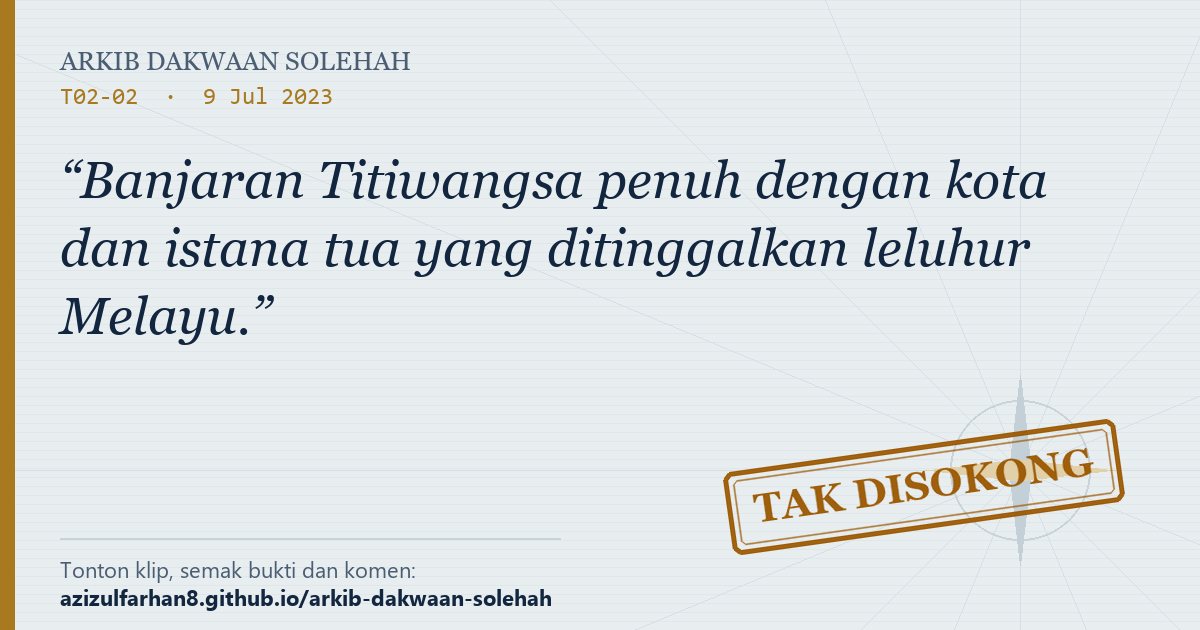 ARKIB DAKWAAN SOLEHAH
T02-02 · 9 Jul 2023
“Banjaran Titiwangsa penuh dengan kota
dan istana tua yang ditinggalkan leluhur
Melayu.”
TAK DISOKONG
Tonton klip, semak bukti dan komen:
azizulfarhan8.github.io/arkib-dakwaan-solehah